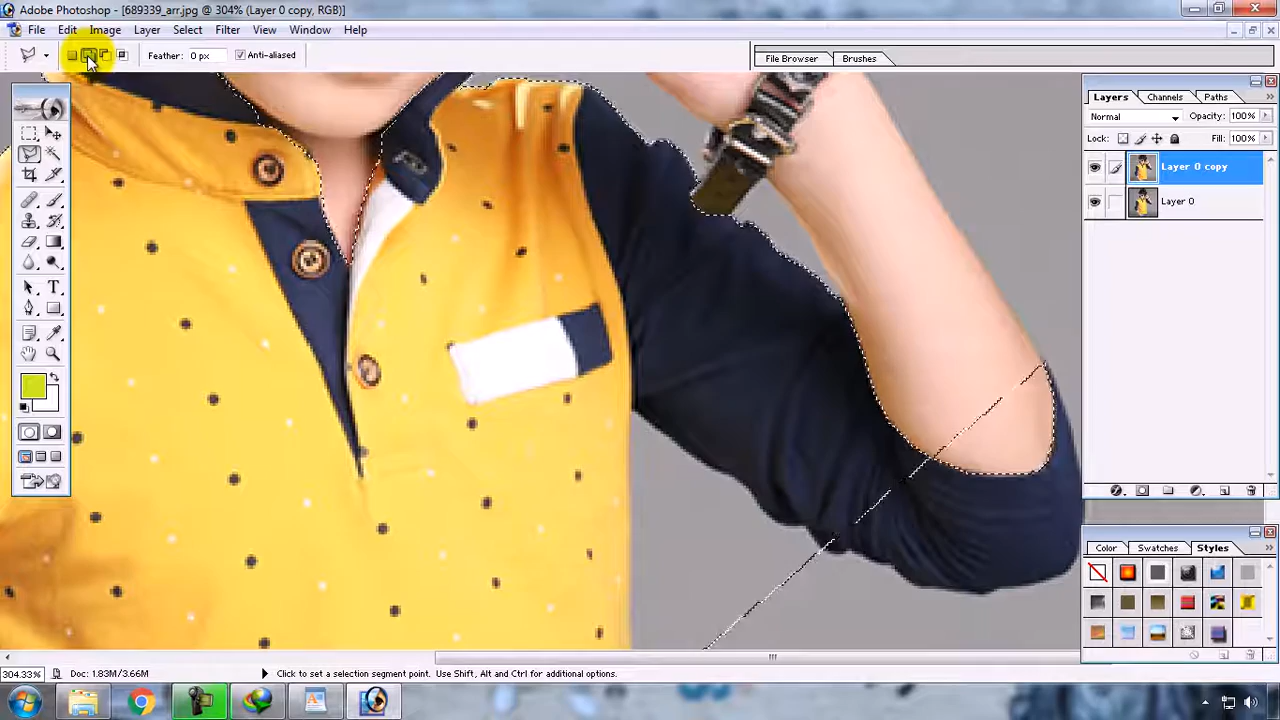 Adobe Photoshop - [689339_arr.jpg @ 304% (Layer 0 copy, RGB)]
File Edit Image Layer Select Filter View Window Help
Feather: 0 px Anti-aliased
File Browser Brushes
Layers Channels Paths
Normal Opacity: 100%
Lock: Fill: 100%
Layer 0 copy
Layer 0
T
Color Swatches Styles
304.33% Doc: 1.83M/3.66M Click to set a selection segment point. Use Shift, Alt and Ctrl for additional options.